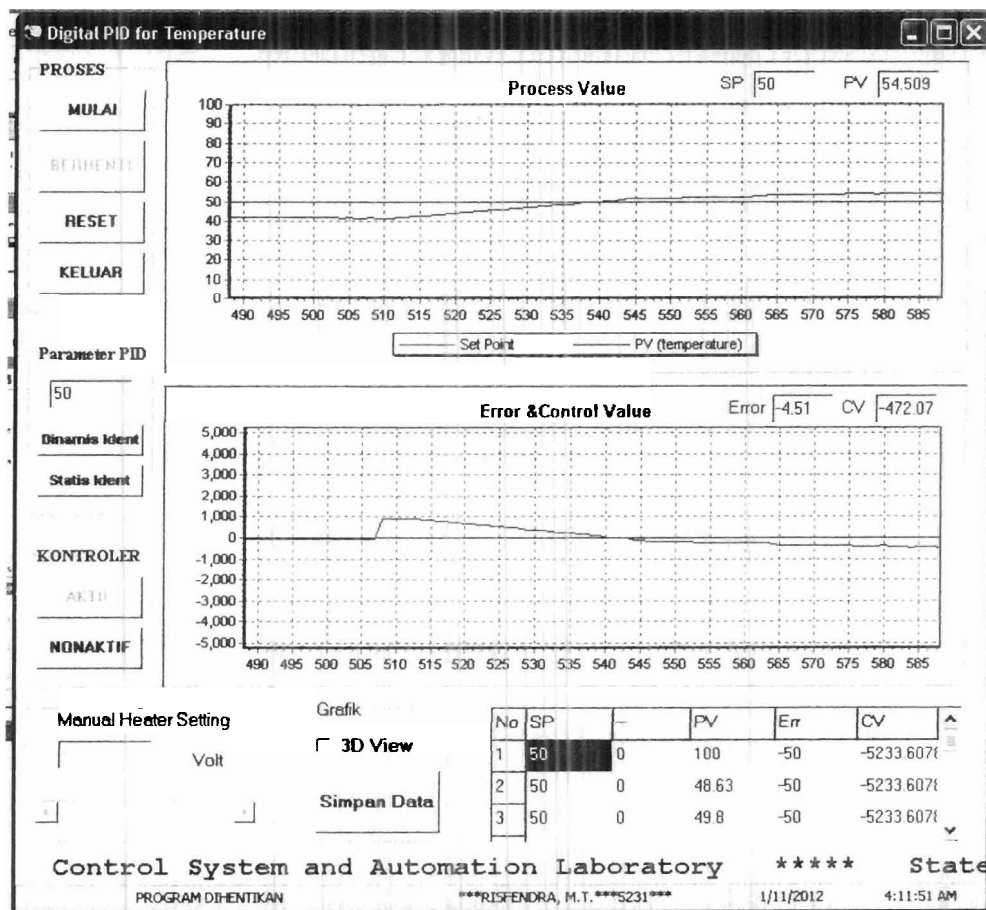 Digital PID for Temperature
PROSES
MULAI
BERHENTI
RESET
KELUAR
Process Value
SP 50 PV 54.509
100
90
80
70
60
50
40
30
20
10
0
490 495 500 505 510 515 520 525 530 535 540 545 550 555 560 565 570 575 580 585
Set Point PV (temperature)
Parameter PID
50
Dinamis Ident
Statis Ident
KONTROLER
AKTIF
NONAKTIF
Error &Control Value
Error -4.51 CV -472.07
5,000
4,000
3,000
2,000
1,000
0
-1,000
-2,000
-3,000
-4,000
-5,000
490 495 500 505 510 515 520 525 530 535 540 545 550 555 560 565 570 575 580 585
Manual Heater Setting
Volt
Grafik
3D View
Simpan Data
No SP -- PV Err CV
1 50 0 100 -50 -5233.6078
2 50 0 48.63 -50 -5233.6078
3 50 0 49.8 -50 -5233.6078
Control System and Automation Laboratory ***** State
PROGRAM DIHENTIKAN ***RISFENDRA, M.T. ***5231*** 1/11/2012 4:11:51 AM